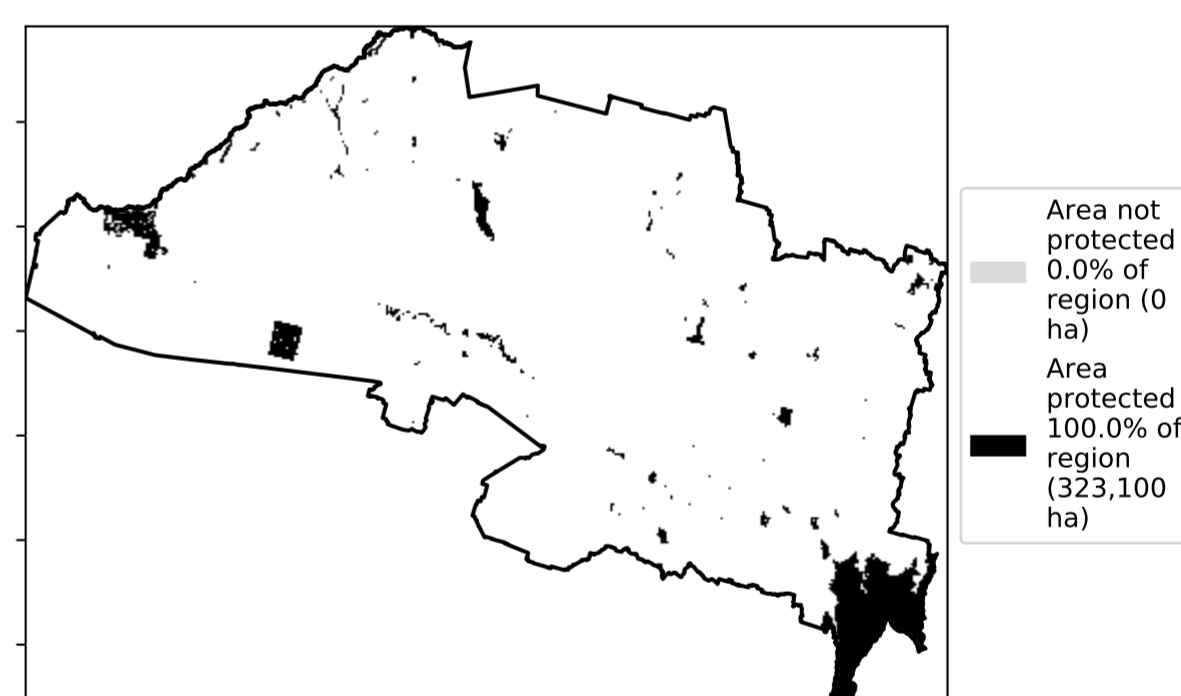 Area not
protected
0.0% of
region (0
ha)
Area
protected
100.0% of
region
(323,100
ha)